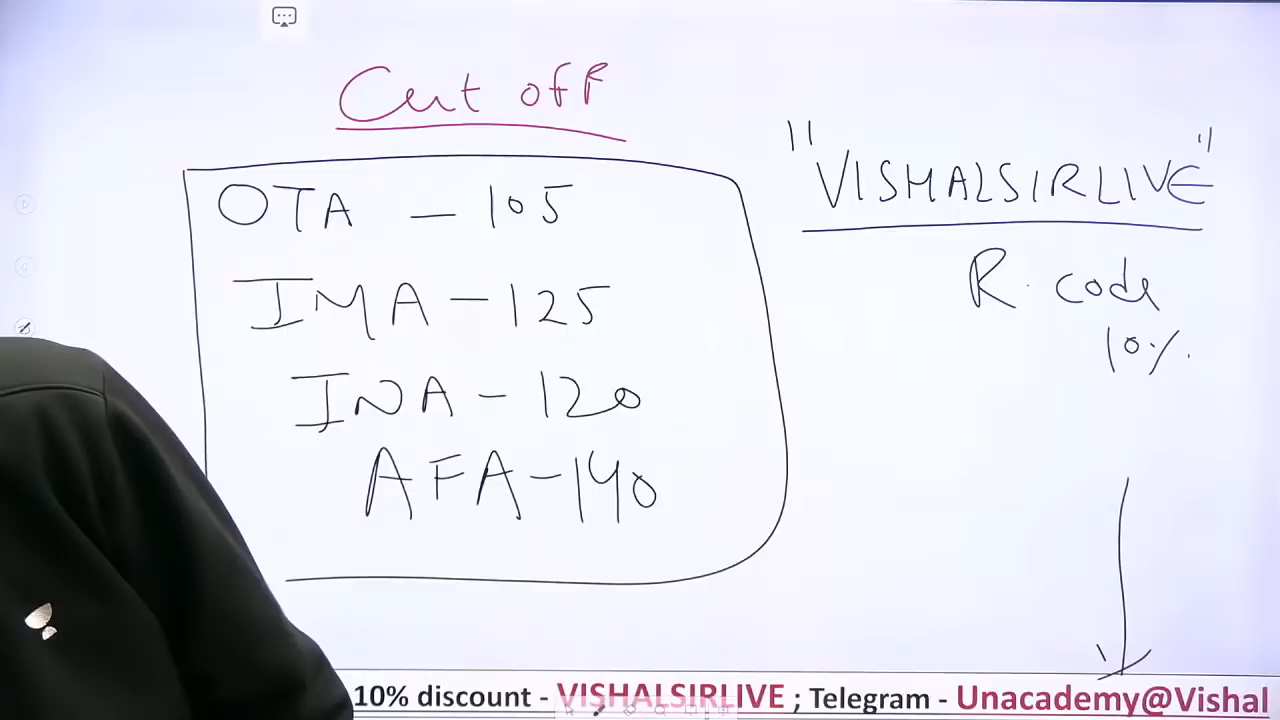 Cut off
OTA - 105
IMA - 125
INA - 120
AFA - 140
"VISHALSIRLIVE"
R. code
10%.
10% discount - VISHALSIRLIVE ; Telegram - Unacademy@Vishal